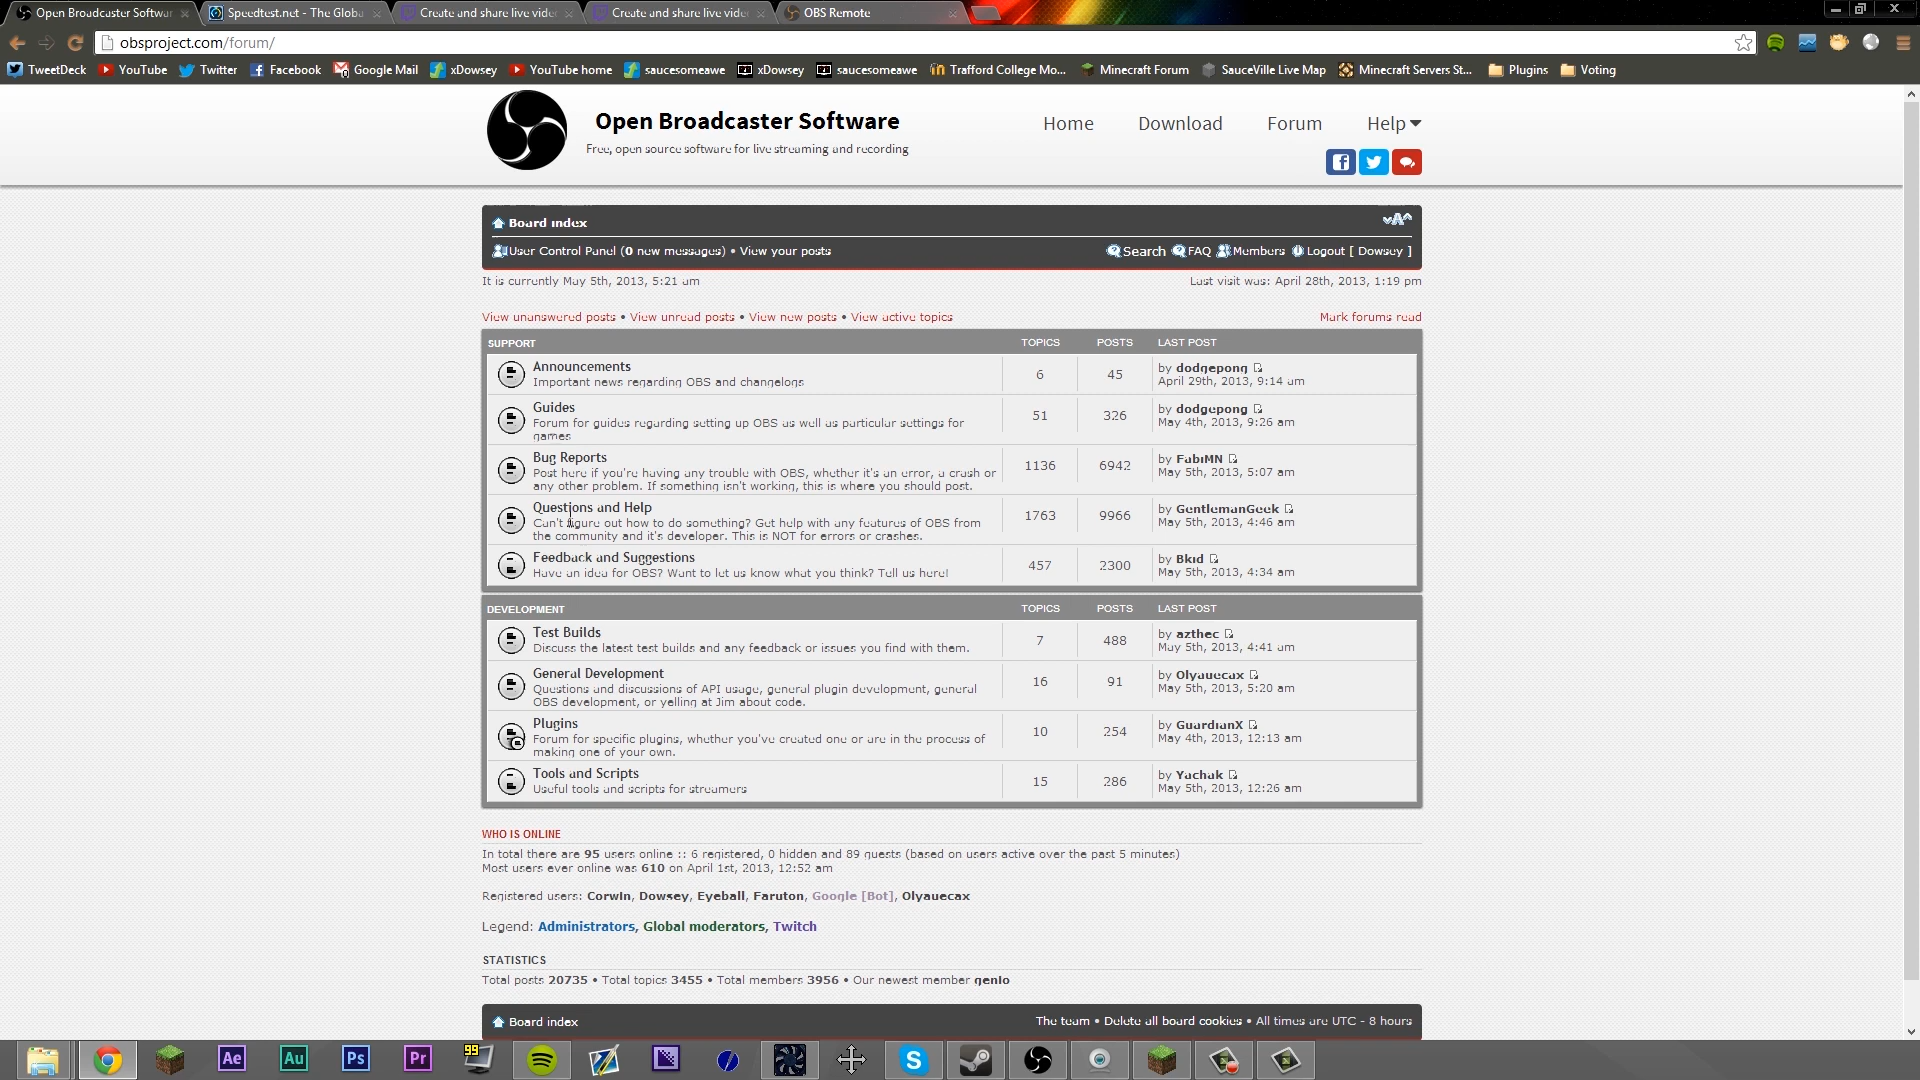 Open Broadcaster Softwar
Speedtest.net - The Globa
Create and share live vide
Create and share live vide
OBS Remote
obsproject.com/forum/
TweetDeck YouTube Twitter Facebook Google Mail xDowsey YouTube home saucesomeawe xDowsey saucesomeawe Trafford College Mo... Minecraft Forum SauceVille Live Map Minecraft Servers St... Plugins Voting
Open Broadcaster Software
Free, open source software for live streaming and recording
Home Download Forum Help
Board index
User Control Panel (0 new messages) • View your posts
Search FAQ Members Logout [ Dowsey ]
It is currently May 5th, 2013, 5:21 am
Last visit was: April 28th, 2013, 1:19 pm
View unanswered posts • View unread posts • View new posts • View active topics
Mark forums read
SUPPORT TOPICS POSTS LAST POST
Announcements
Important news regarding OBS and changelogs
6 45
by dodgepong
April 29th, 2013, 9:14 am
Guides
Forum for guides regarding setting up OBS as well as particular settings for
games
51 326
by dodgepong
May 4th, 2013, 9:26 am
Bug Reports
Post here if you're having any trouble with OBS, whether it's an error, a crash or
any other problem. If something isn't working, this is where you should post.
1136 6942
by FabiMN
May 5th, 2013, 5:07 am
Questions and Help
Can't figure out how to do something? Get help with any features of OBS from
the community and it's developer. This is NOT for errors or crashes.
1763 9966
by GentlemanGeek
May 5th, 2013, 4:46 am
Feedback and Suggestions
Have an idea for OBS? Want to let us know what you think? Tell us here!
457 2300
by Bkid
May 5th, 2013, 4:34 am
DEVELOPMENT TOPICS POSTS LAST POST
Test Builds
Discuss the latest test builds and any feedback or issues you find with them.
7 488
by azthec
May 5th, 2013, 4:41 am
General Development
Questions and discussions of API usage, general plugin development, general
OBS development, or yelling at Jim about code.
16 91
by Olyauecax
May 5th, 2013, 5:20 am
Plugins
Forum for specific plugins, whether you've created one or are in the process of
making one of your own.
10 254
by GuardianX
May 4th, 2013, 12:13 am
Tools and Scripts
Useful tools and scripts for streamers
15 286
by Yachak
May 5th, 2013, 12:26 am
WHO IS ONLINE
In total there are 95 users online :: 6 registered, 0 hidden and 89 guests (based on users active over the past 5 minutes)
Most users ever online was 610 on April 1st, 2013, 12:52 am
Registered users: Corwin, Dowsey, Eyeball, Faruton, Google [Bot], Olyauecax
Legend: Administrators, Global moderators, Twitch
STATISTICS
Total posts 20735 • Total topics 3455 • Total members 3956 • Our newest member genio
Board index
The team • Delete all board cookies • All times are UTC - 8 hours
Ae Au Ps Pr 99